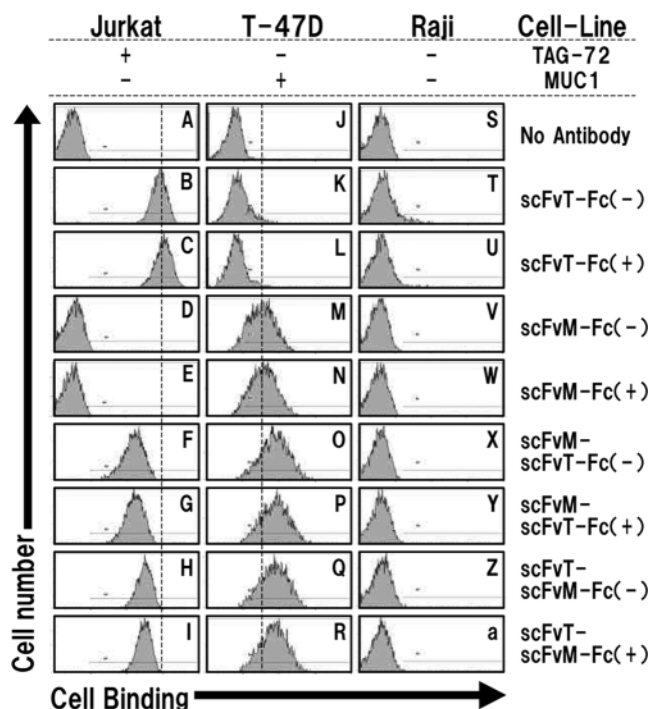 Jurkat T-47D Raji Cell-Line
+ - - TAG-72
- + - MUC1
A J S No Antibody
B K T scFvT-Fc(-)
C L U scFvT-Fc(+)
D M V scFvM-Fc(-)
E N W scFvM-Fc(+)
F O X scFvM-
scFvT-Fc(-)
G P Y scFvM-
scFvT-Fc(+)
H Q Z scFvT-
scFvM-Fc(-)
I R a scFvT-
scFvM-Fc(+)
Cell number
Cell Binding